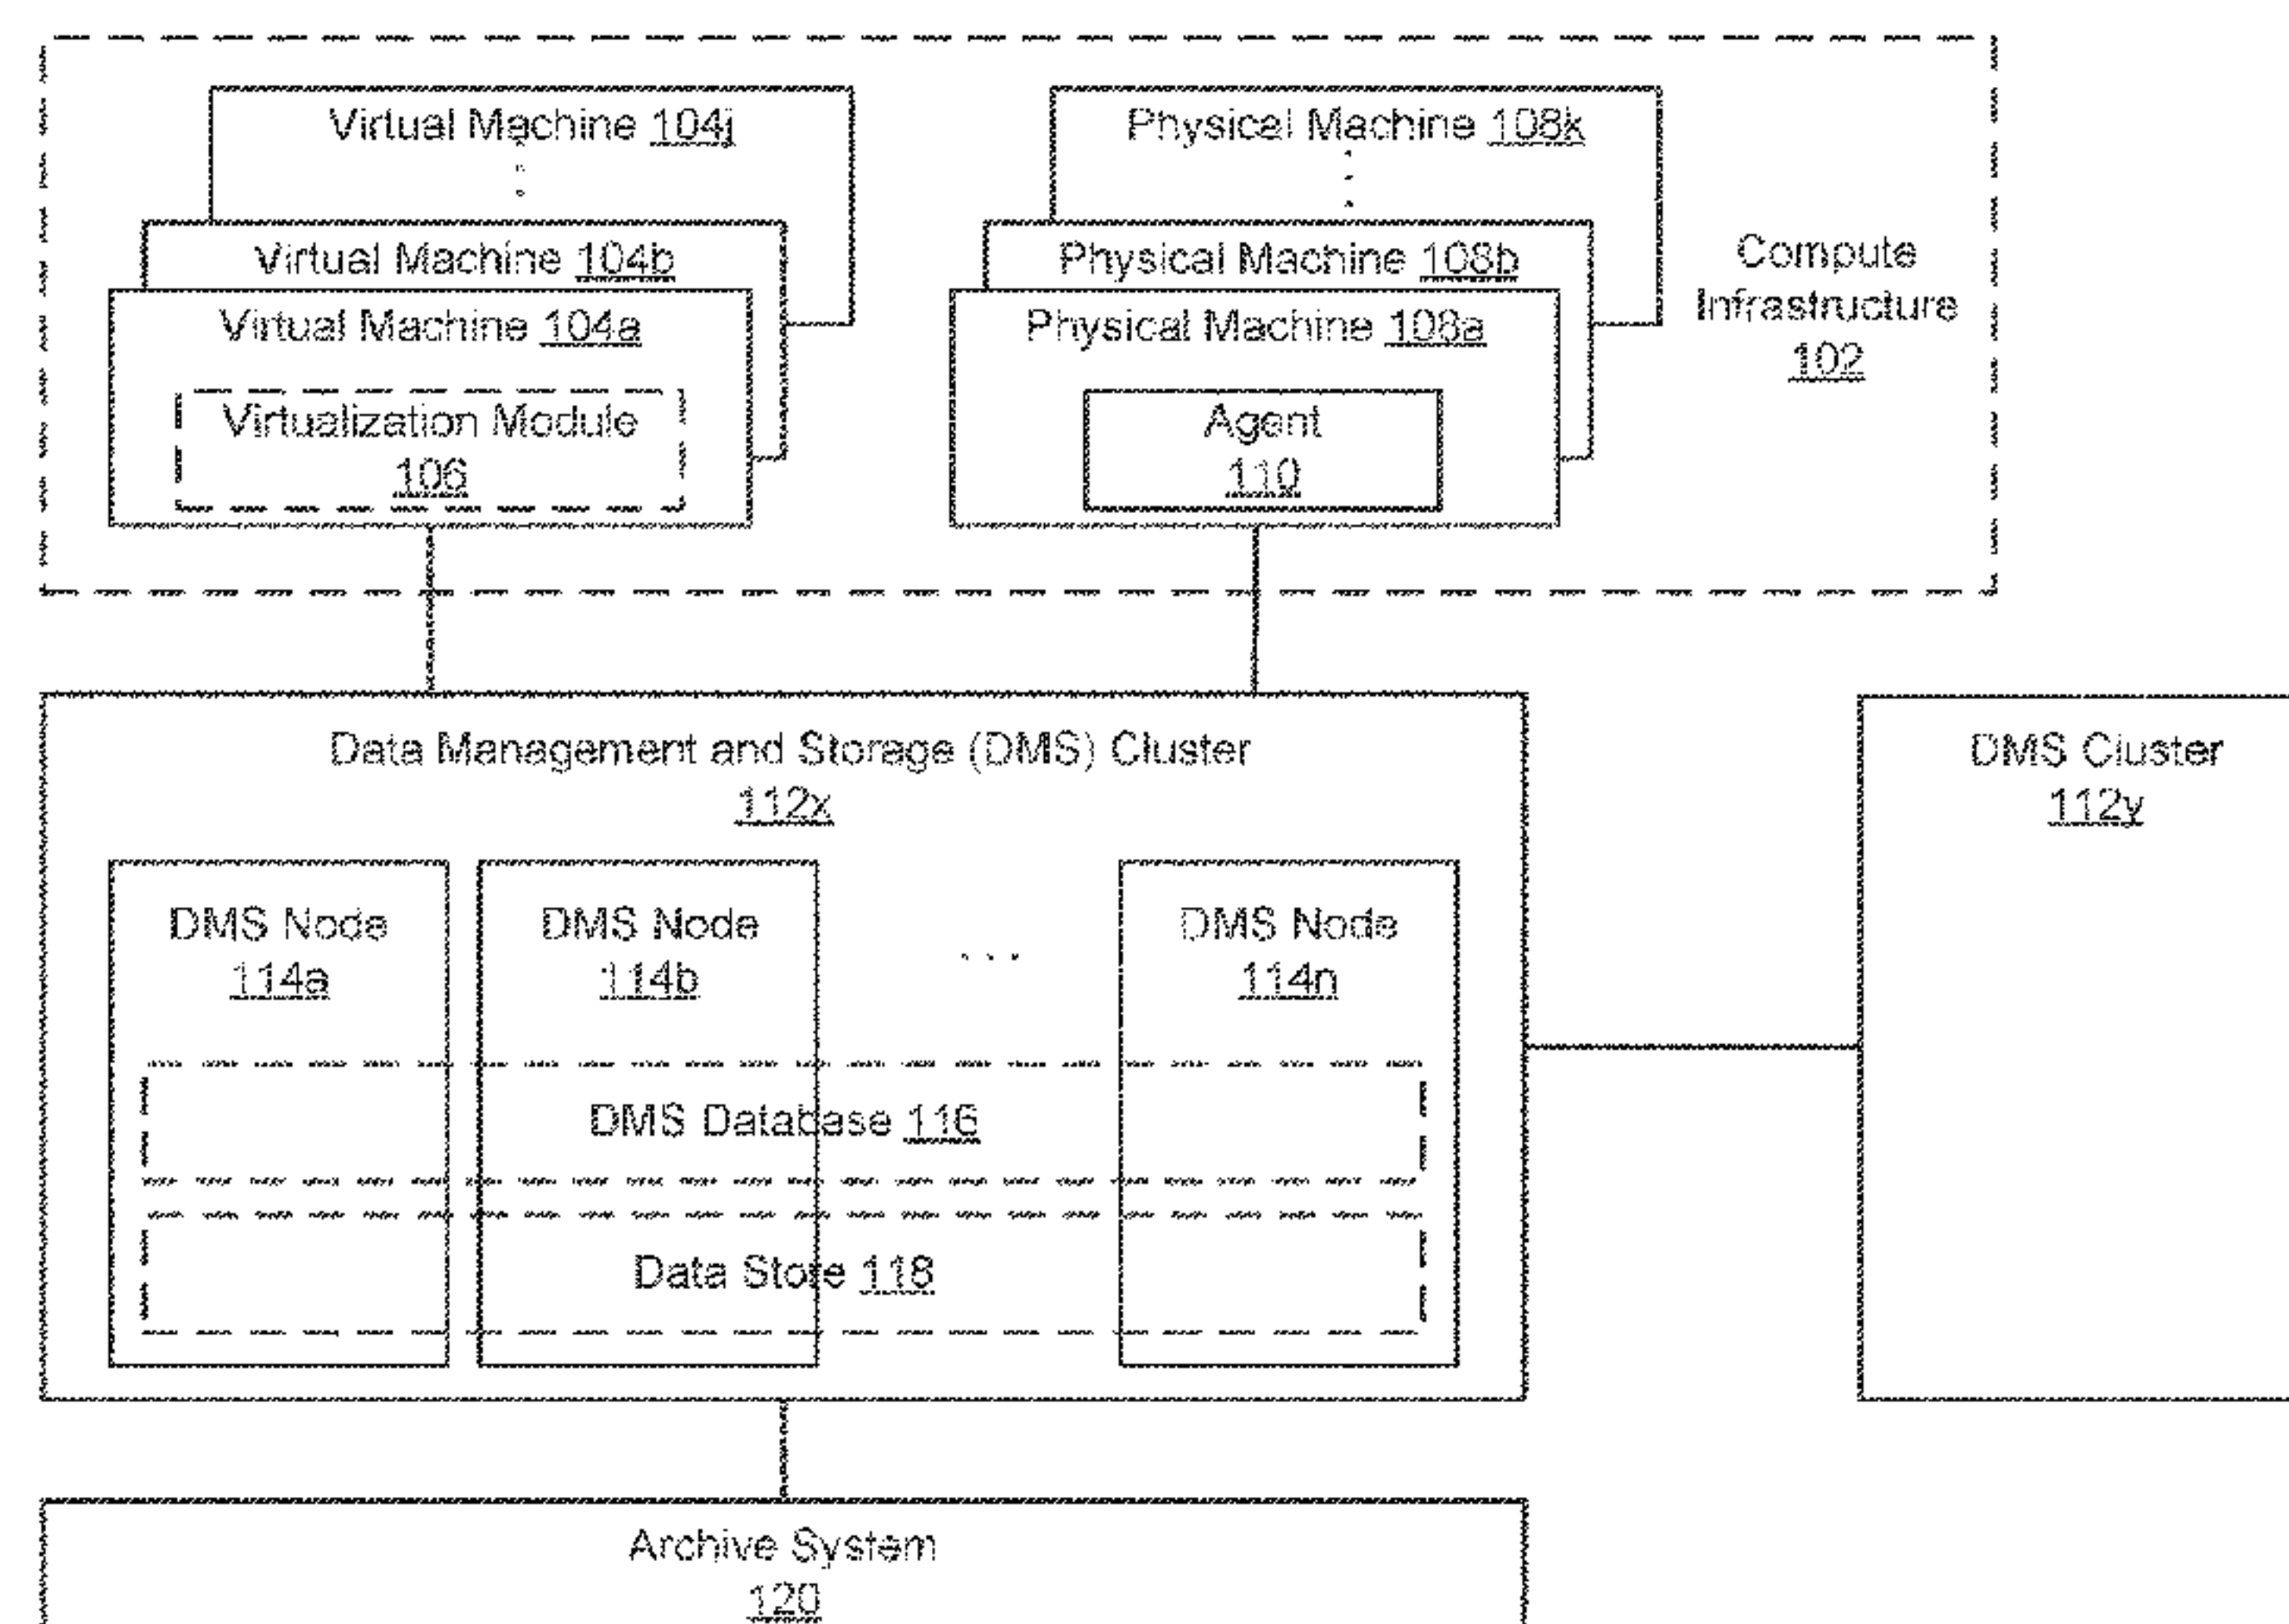 Virtual Machine 104j
Virtual Machine 104b
Virtual Machine 104a
Virtualization Module
106
Physical Machine 108k
Physical Machine 108b
Physical Machine 108a
Agent
110
Compute
Infrastructure
102
Data Management and Storage (DMS) Cluster
112x
DMS Node
114a
DMS Node
114b
. . .
DMS Node
114n
DMS Database 116
Data Store 118
DMS Cluster
112y
Archive System
120